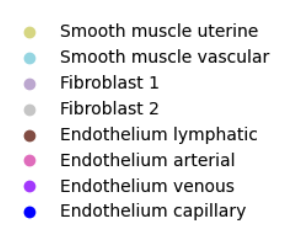 Smooth muscle uterine
Smooth muscle vascular
Fibroblast 1
Fibroblast 2
Endothelium lymphatic
Endothelium arterial
Endothelium venous
Endothelium capillary